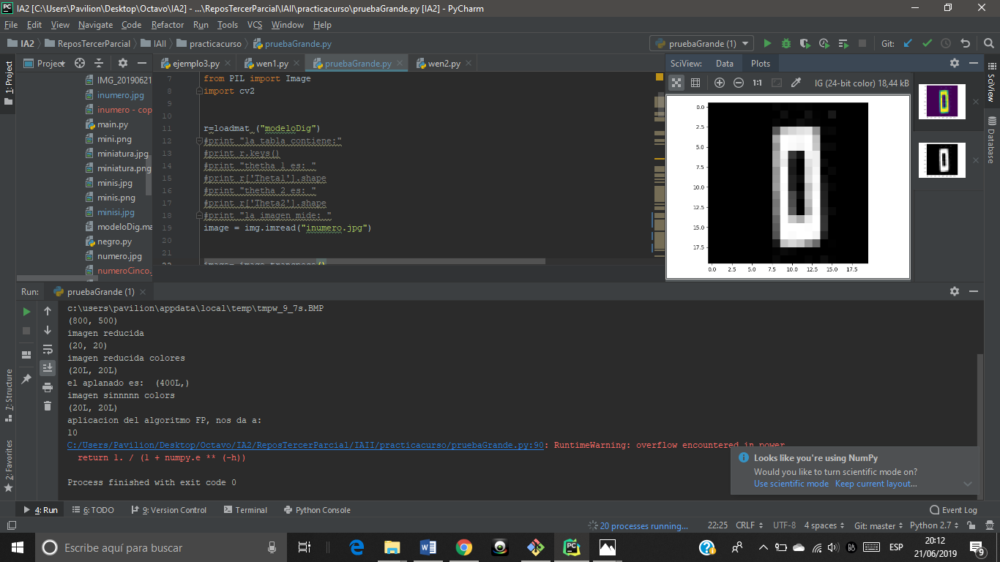 IA2 [C:\Users\Pavilion\Desktop\Octavo\IA2] - ...\ReposTercerParcial\IAII\practicacurso\pruebaGrande.py [IA2] - PyCharm
File Edit View Navigate Code Refactor Run Tools VCS Window Help
IA2 ReposTercerParcial IAII practicacurso pruebaGrande.py pruebaGrande (1) Git:
1: Project
Project
ejemplo3.py wen1.py pruebaGrande.py wen2.py
SciView: Data Plots
1:1 IG (24-bit color) 18,44 kB
SciView
Database
IMG_20190621
inumero.jpg
inumero - cop
main.py
mini.png
miniatura.jpg
miniatura.png
minis.jpg
minis.png
minisi.jpg
modeloDig.ma
negro.py
numero.jpg
numeroCinco.
7 from PIL import Image
8 import cv2
9
10
11 r=loadmat ("modeloDig")
12 #print "la tabla contiene:"
13 #print r.keys()
14 #print "thetha 1 es: "
15 #print r['Theta1'].shape
16 #print "thetha 2 es: "
17 #print r['Theta2'].shape
18 #print "la imagen mide: "
19 image = img.imread("inumero.jpg")
20
21
22 image= image.transpose()
0.0
2.5
5.0
7.5
10.0
12.5
15.0
17.5
0.0 2.5 5.0 7.5 10.0 12.5 15.0 17.5
Run: pruebaGrande (1)
c:\users\pavilion\appdata\local\temp\tmpw_9_7s.BMP
(800, 500)
imagen reducida
(20, 20)
imagen reducida colores
(20L, 20L)
el aplanado es:  (400L,)
imagen sinnnnn colors
(20L, 20L)
aplicacion del algoritmo FP, nos da a:
10
C:/Users/Pavilion/Desktop/Octavo/IA2/ReposTercerParcial/IAII/practicacurso/pruebaGrande.py:90: RuntimeWarning: overflow encountered in power
return 1. / (1 + numpy.e ** (-h))
Process finished with exit code 0
7: Structure
2: Favorites
Looks like you're using NumPy
Would you like to turn scientific mode on?
Use scientific mode Keep current layout...
4: Run 6: TODO 9: Version Control Terminal Python Console Event Log
20 processes running... 22:25 CRLF UTF-8 4 spaces Git: master Python 2.7
Escribe aquí para buscar
ESP
20:12
21/06/2019
9